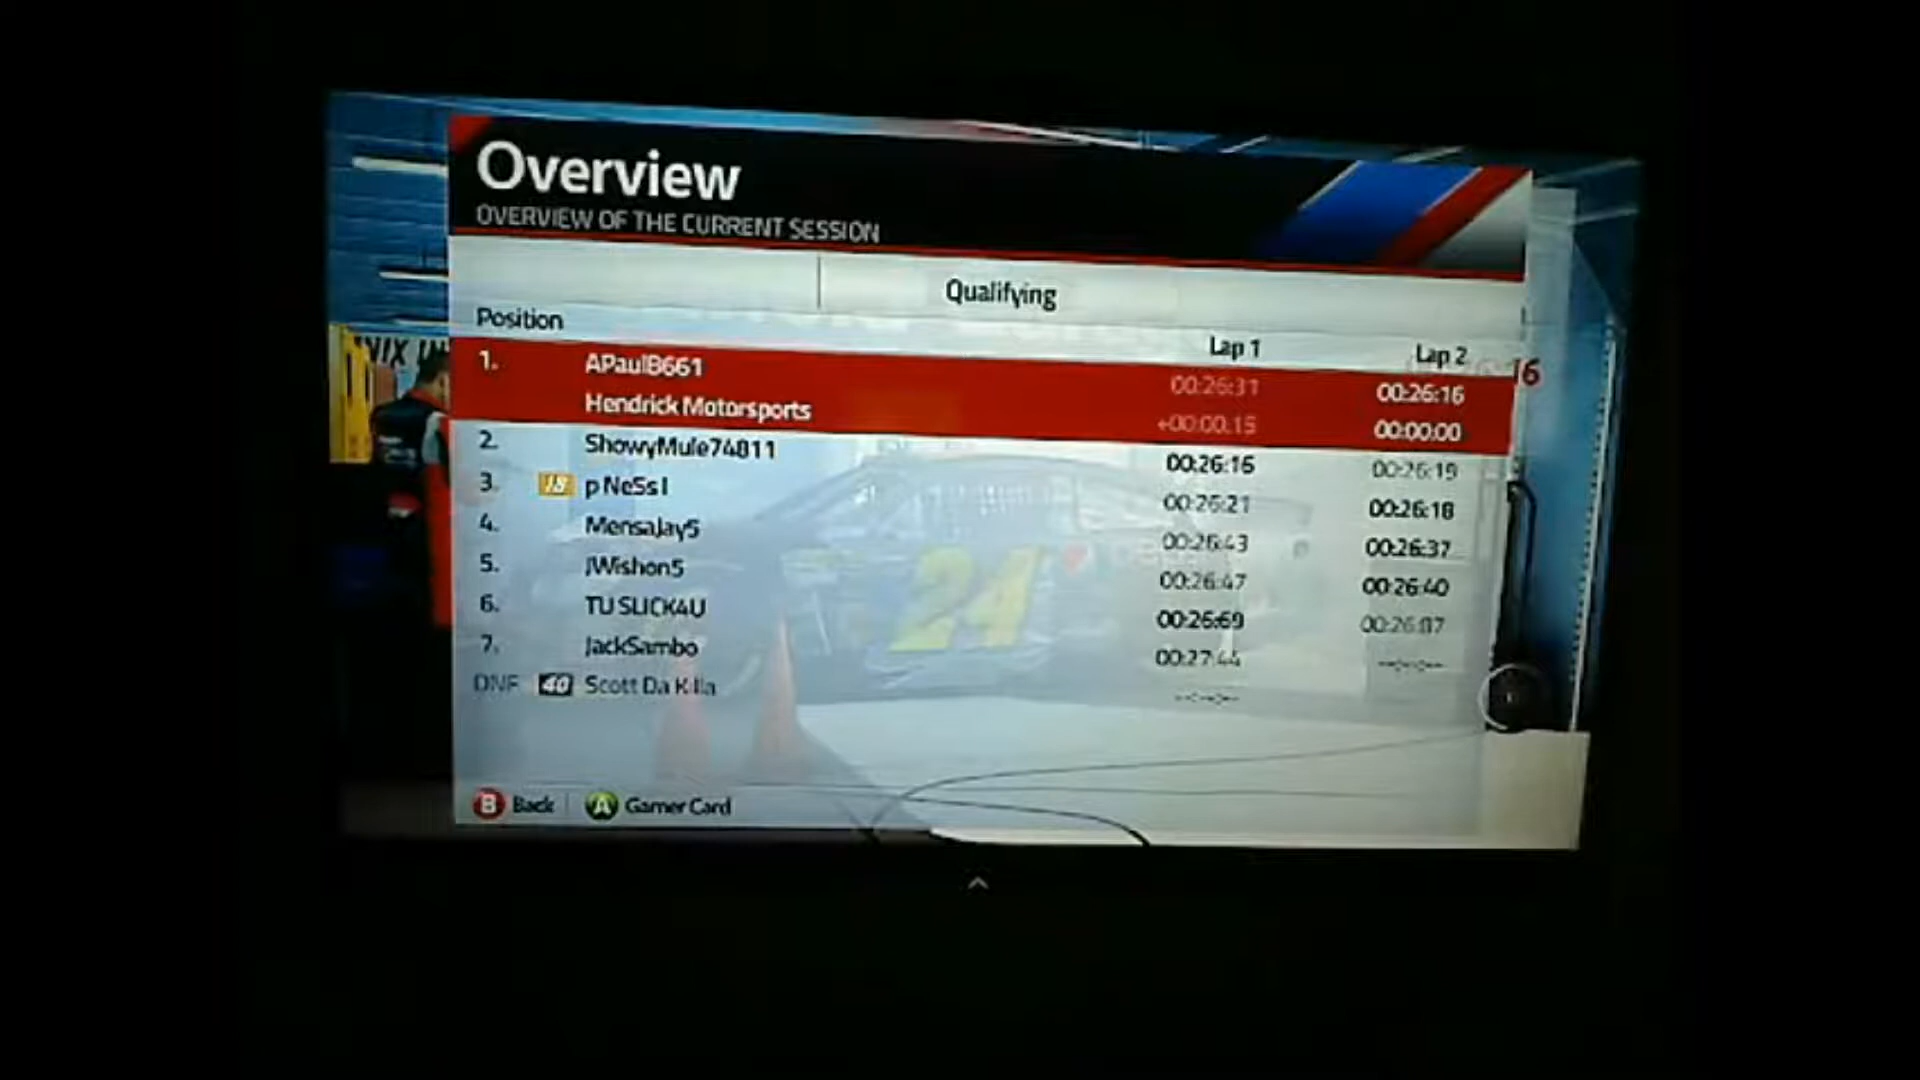 Overview
OVERVIEW OF THE CURRENT SESSION
Qualifying
Position Lap 1 Lap 2
1. APaulB661 00:26:31 00:26:16
Hendrick Motorsports +00:00.15 00:00:00
2. ShowyMule74811 00:26:16 00:26:19
3. 18 p NeSs I 00:26:21 00:26:18
4. MensaJay5 00:26:43 00:26:37
5. JWishon5 00:26:47 00:26:40
6. TU SLICK4U 00:26:69 00:26:87
7. JackSambo 00:27:44 --:--:--
DNF 40 Scott Da Killa --:--:--
24
B Back A Gamer Card